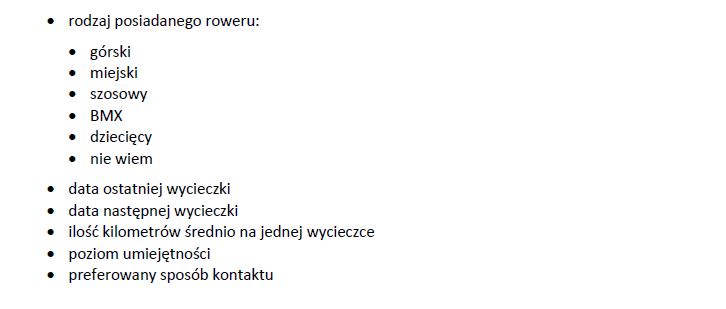 • rodzaj posiadanego roweru:
• górski
• miejski
• szosowy
• BMX
• dziecięcy
• nie wiem
• data ostatniej wycieczki
• data następnej wycieczki
• ilość kilometrów średnio na jednej wycieczce
• poziom umiejętności
• preferowany sposób kontaktu